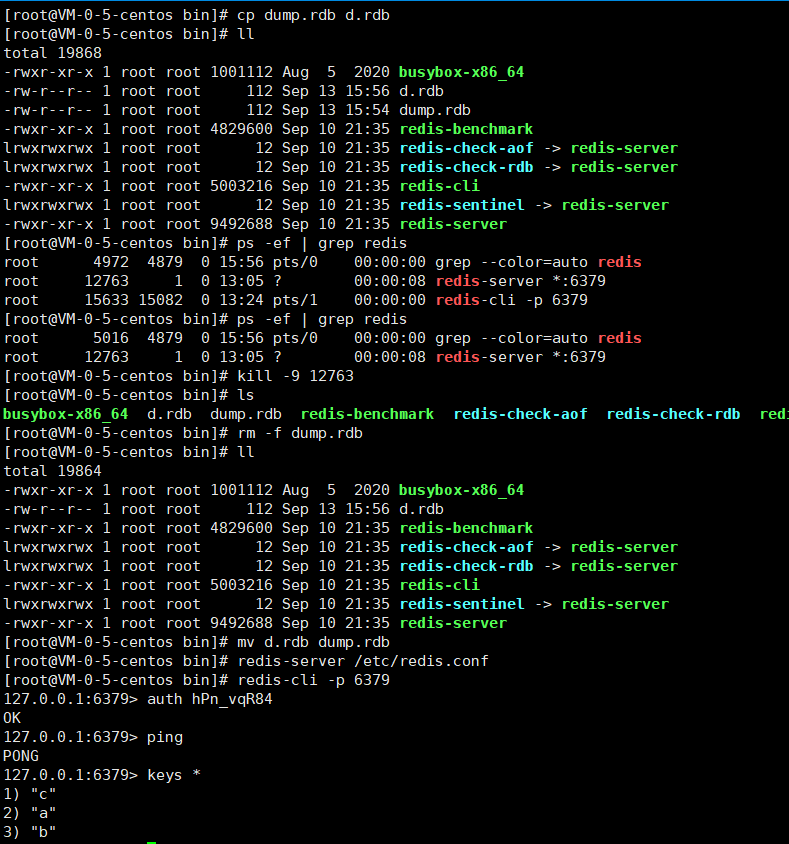 [root@VM-0-5-centos bin]# cp dump.rdb d.rdb
[root@VM-0-5-centos bin]# ll
total 19868
-rwxr-xr-x 1 root root 1001112 Aug  5  2020 busybox-x86_64
-rw-r--r-- 1 root root     112 Sep 13 15:56 d.rdb
-rw-r--r-- 1 root root     112 Sep 13 15:54 dump.rdb
-rwxr-xr-x 1 root root 4829600 Sep 10 21:35 redis-benchmark
lrwxrwxrwx 1 root root      12 Sep 10 21:35 redis-check-aof -> redis-server
lrwxrwxrwx 1 root root      12 Sep 10 21:35 redis-check-rdb -> redis-server
-rwxr-xr-x 1 root root 5003216 Sep 10 21:35 redis-cli
lrwxrwxrwx 1 root root      12 Sep 10 21:35 redis-sentinel -> redis-server
-rwxr-xr-x 1 root root 9492688 Sep 10 21:35 redis-server
[root@VM-0-5-centos bin]# ps -ef | grep redis
root      4972  4879  0 15:56 pts/0    00:00:00 grep --color=auto redis
root     12763     1  0 13:05 ?        00:00:08 redis-server *:6379
root     15633 15082  0 13:24 pts/1    00:00:00 redis-cli -p 6379
[root@VM-0-5-centos bin]# ps -ef | grep redis
root      5016  4879  0 15:56 pts/0    00:00:00 grep --color=auto redis
root     12763     1  0 13:05 ?        00:00:08 redis-server *:6379
[root@VM-0-5-centos bin]# kill -9 12763
[root@VM-0-5-centos bin]# ls
busybox-x86_64  d.rdb  dump.rdb  redis-benchmark  redis-check-aof  redis-check-rdb  red
[root@VM-0-5-centos bin]# rm -f dump.rdb
[root@VM-0-5-centos bin]# ll
total 19864
-rwxr-xr-x 1 root root 1001112 Aug  5  2020 busybox-x86_64
-rw-r--r-- 1 root root     112 Sep 13 15:56 d.rdb
-rwxr-xr-x 1 root root 4829600 Sep 10 21:35 redis-benchmark
lrwxrwxrwx 1 root root      12 Sep 10 21:35 redis-check-aof -> redis-server
lrwxrwxrwx 1 root root      12 Sep 10 21:35 redis-check-rdb -> redis-server
-rwxr-xr-x 1 root root 5003216 Sep 10 21:35 redis-cli
lrwxrwxrwx 1 root root      12 Sep 10 21:35 redis-sentinel -> redis-server
-rwxr-xr-x 1 root root 9492688 Sep 10 21:35 redis-server
[root@VM-0-5-centos bin]# mv d.rdb dump.rdb
[root@VM-0-5-centos bin]# redis-server /etc/redis.conf
[root@VM-0-5-centos bin]# redis-cli -p 6379
127.0.0.1:6379> auth hPn_vqR84
OK
127.0.0.1:6379> ping
PONG
127.0.0.1:6379> keys *
1) "c"
2) "a"
3) "b"